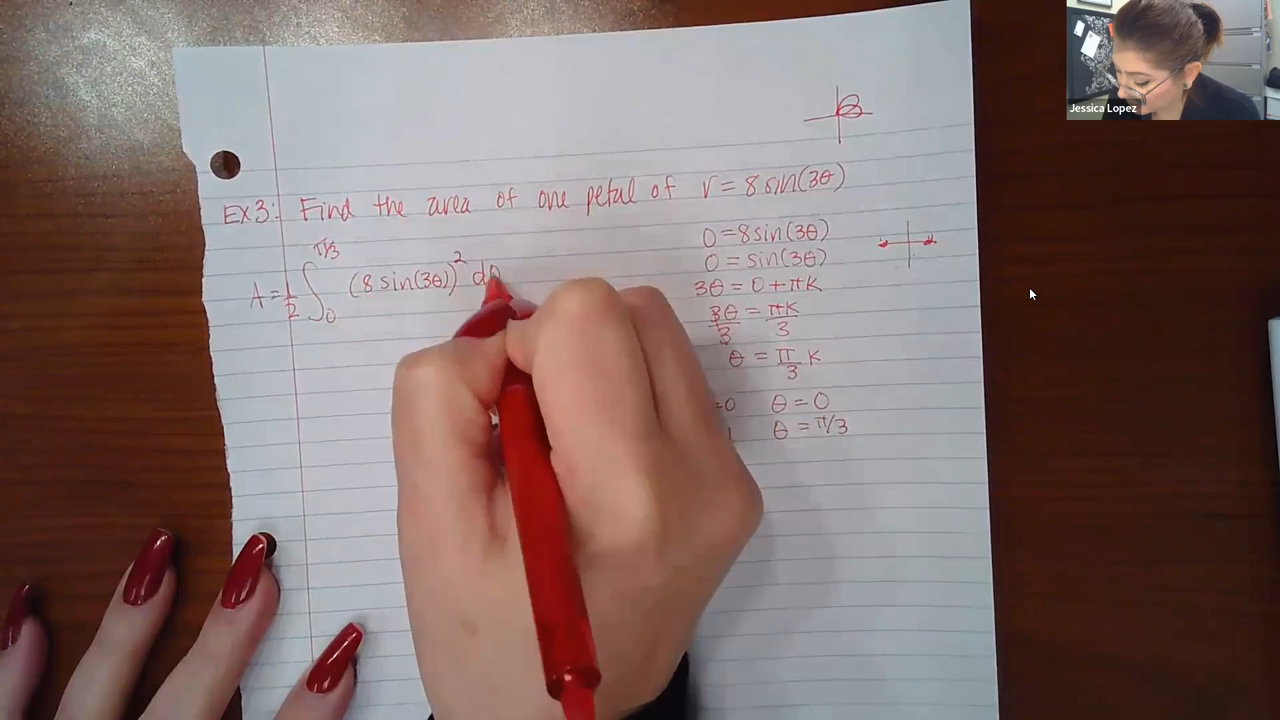 Jessica Lopez
Ex3: Find the area of one petal of r = 8 sin(3θ)
A = 1/2 ∫₀^π/3 (8 sin(3θ))² dθ
0 = 8 sin(3θ)
0 = sin(3θ)
3θ = 0 + πK
3θ/3 = πK/3
θ = π/3 K
=0 θ = 0
θ = π/3